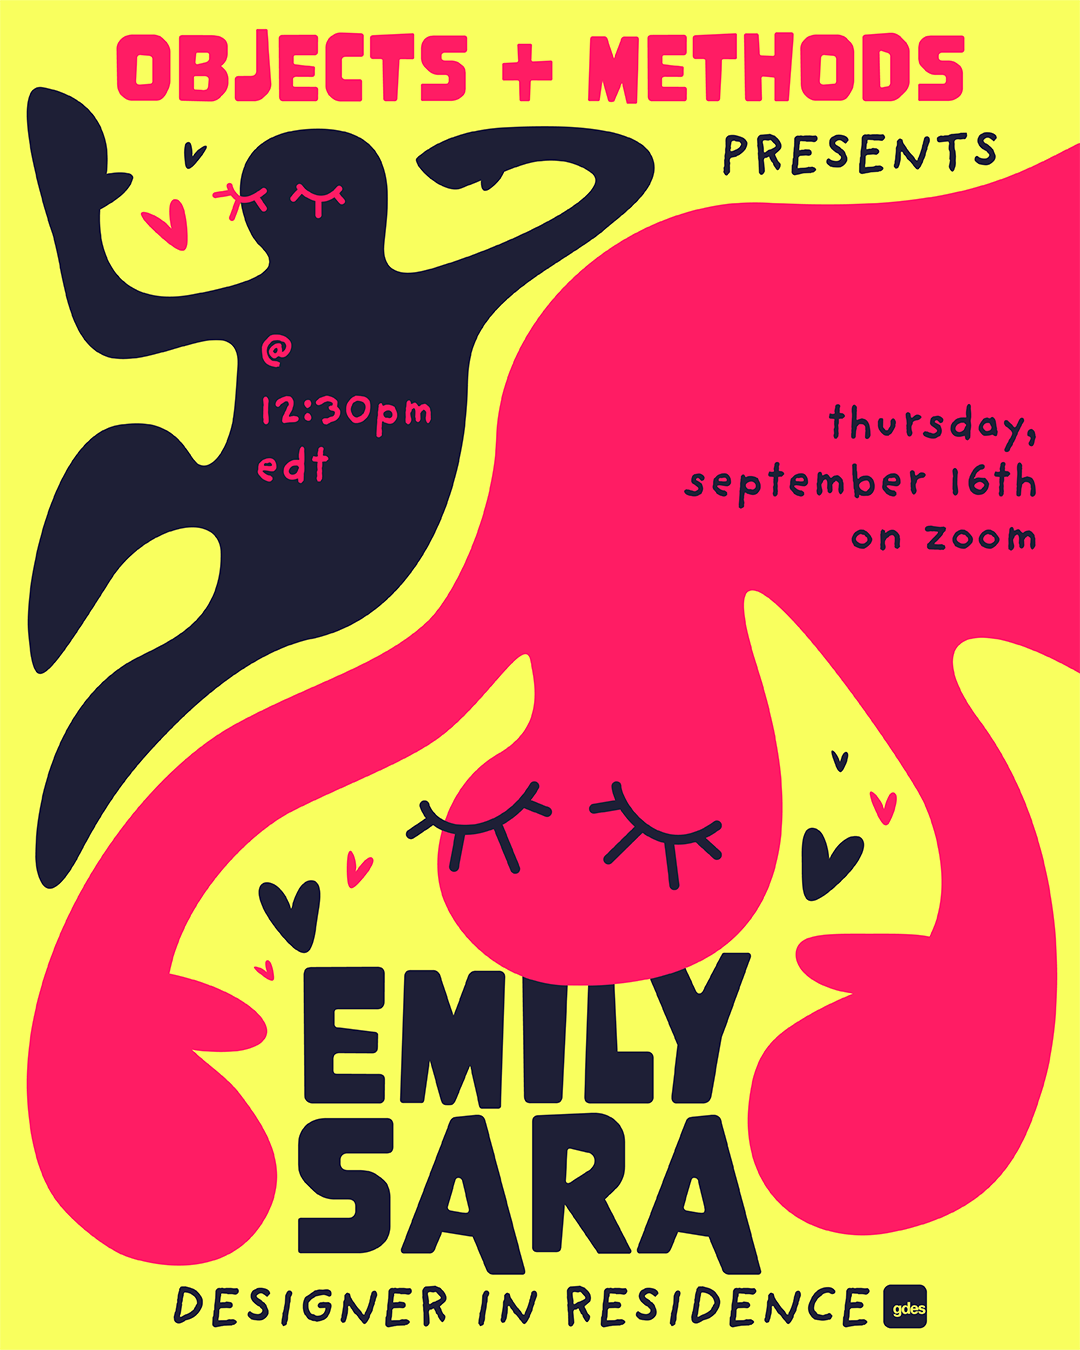 OBJECTS + METHODS
PRESENTS
@
12:30pm
edt
thursday,
september 16th
on zoom
EMILY
SARA
DESIGNER IN RESIDENCE
gdes